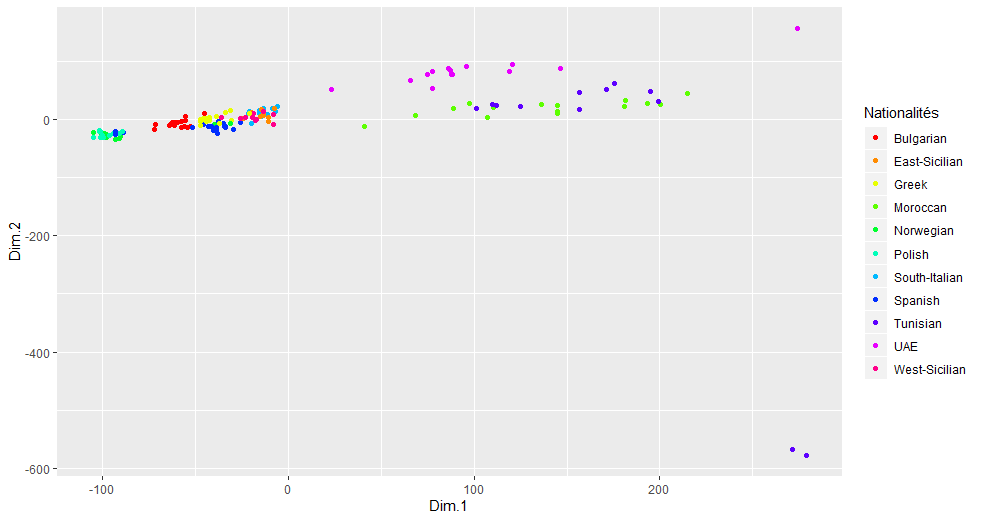 0
-200
-400
-600
-100
0
100
200
Dim.1
Dim.2
Nationalités
Bulgarian
East-Sicilian
Greek
Moroccan
Norwegian
Polish
South-Italian
Spanish
Tunisian
UAE
West-Sicilian